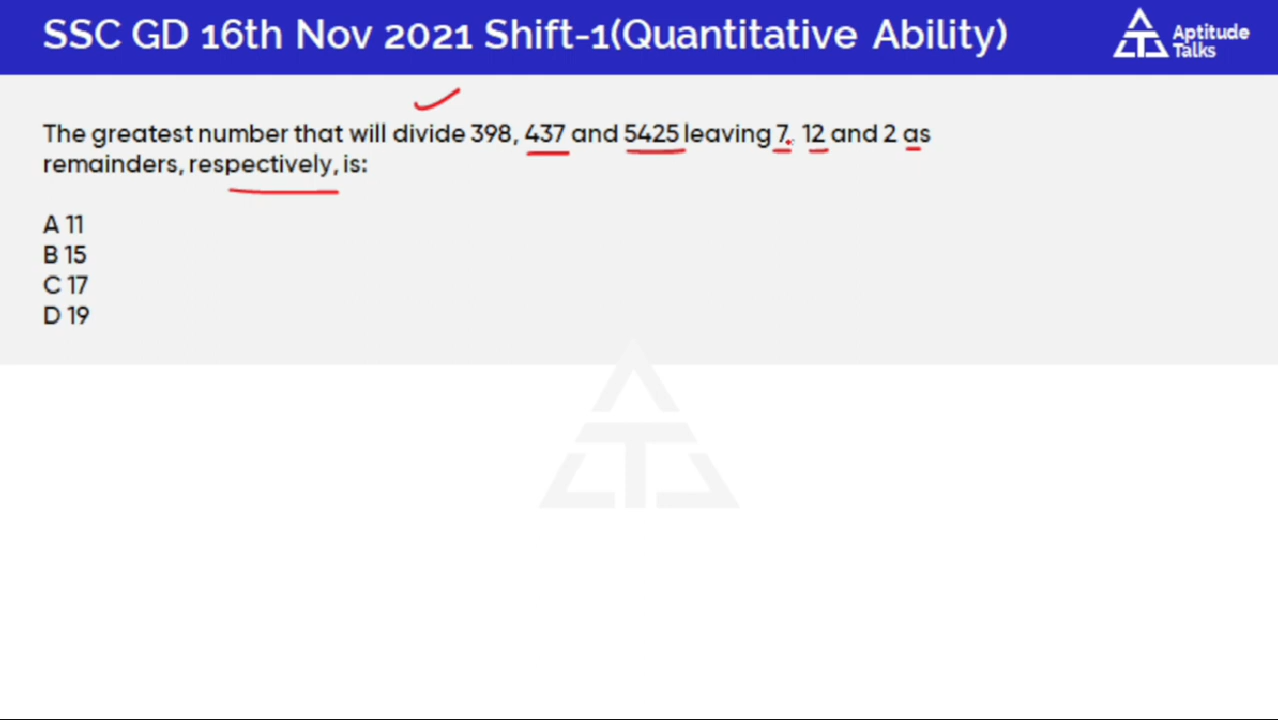 SSC GD 16th Nov 2021 Shift-1(Quantitative Ability)
Aptitude
Talks
The greatest number that will divide 398, 437 and 5425 leaving 7, 12 and 2 as
remainders, respectively, is:
A 11
B 15
C 17
D 19